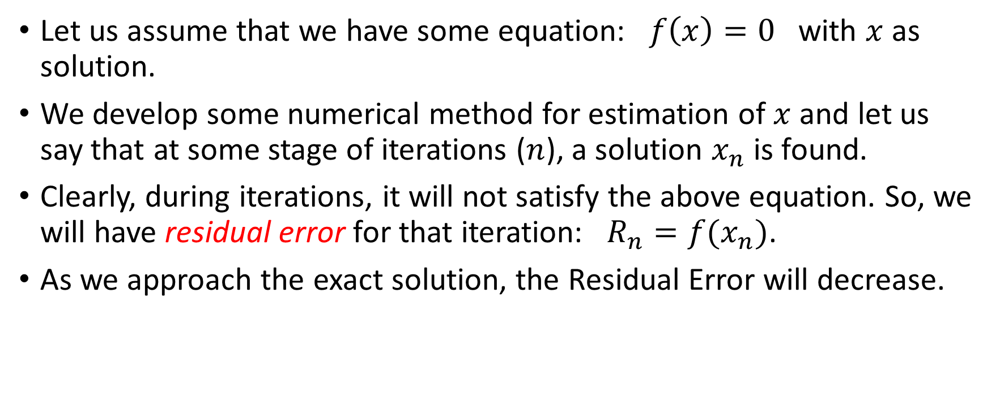 • Let us assume that we have some equation: f(x) = 0 with x as
solution.
• We develop some numerical method for estimation of x and let us
say that at some stage of iterations (n), a solution xₙ is found.
• Clearly, during iterations, it will not satisfy the above equation. So, we
will have residual error for that iteration: Rₙ = f(xₙ).
• As we approach the exact solution, the Residual Error will decrease.